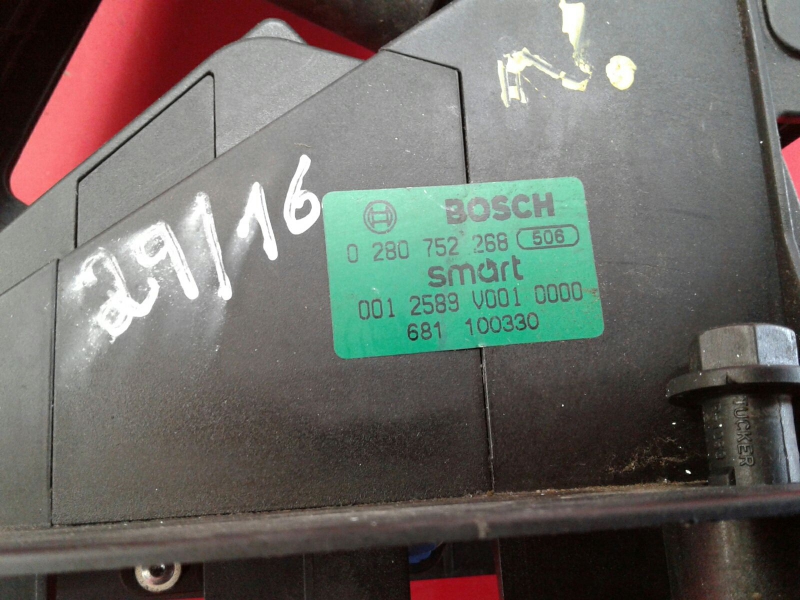 N.
29/16
BOSCH
0 280 752 268 506
smart
001 2589 V001 0000
681 100330
TUCKER